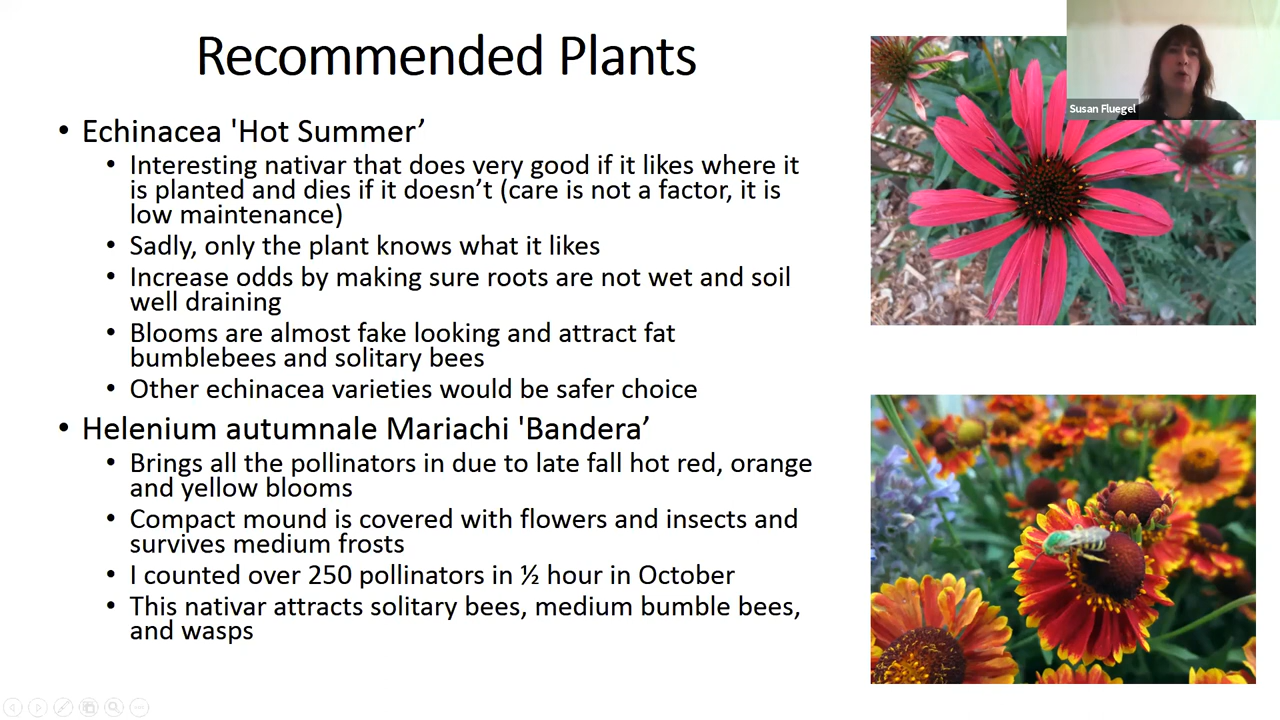 Recommended Plants
Susan Fluegel
• Echinacea 'Hot Summer’
• Interesting nativar that does very good if it likes where it
is planted and dies if it doesn’t (care is not a factor, it is
low maintenance)
• Sadly, only the plant knows what it likes
• Increase odds by making sure roots are not wet and soil
well draining
• Blooms are almost fake looking and attract fat
bumblebees and solitary bees
• Other echinacea varieties would be safer choice
• Helenium autumnale Mariachi 'Bandera’
• Brings all the pollinators in due to late fall hot red, orange
and yellow blooms
• Compact mound is covered with flowers and insects and
survives medium frosts
• I counted over 250 pollinators in ½ hour in October
• This nativar attracts solitary bees, medium bumble bees,
and wasps